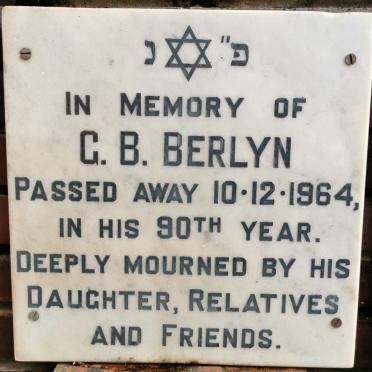 פ״ נ
IN MEMORY OF
G. B. BERLYN
PASSED AWAY 10·12·1964,
IN HIS 90TH YEAR.
DEEPLY MOURNED BY HIS
DAUGHTER, RELATIVES
AND FRIENDS.